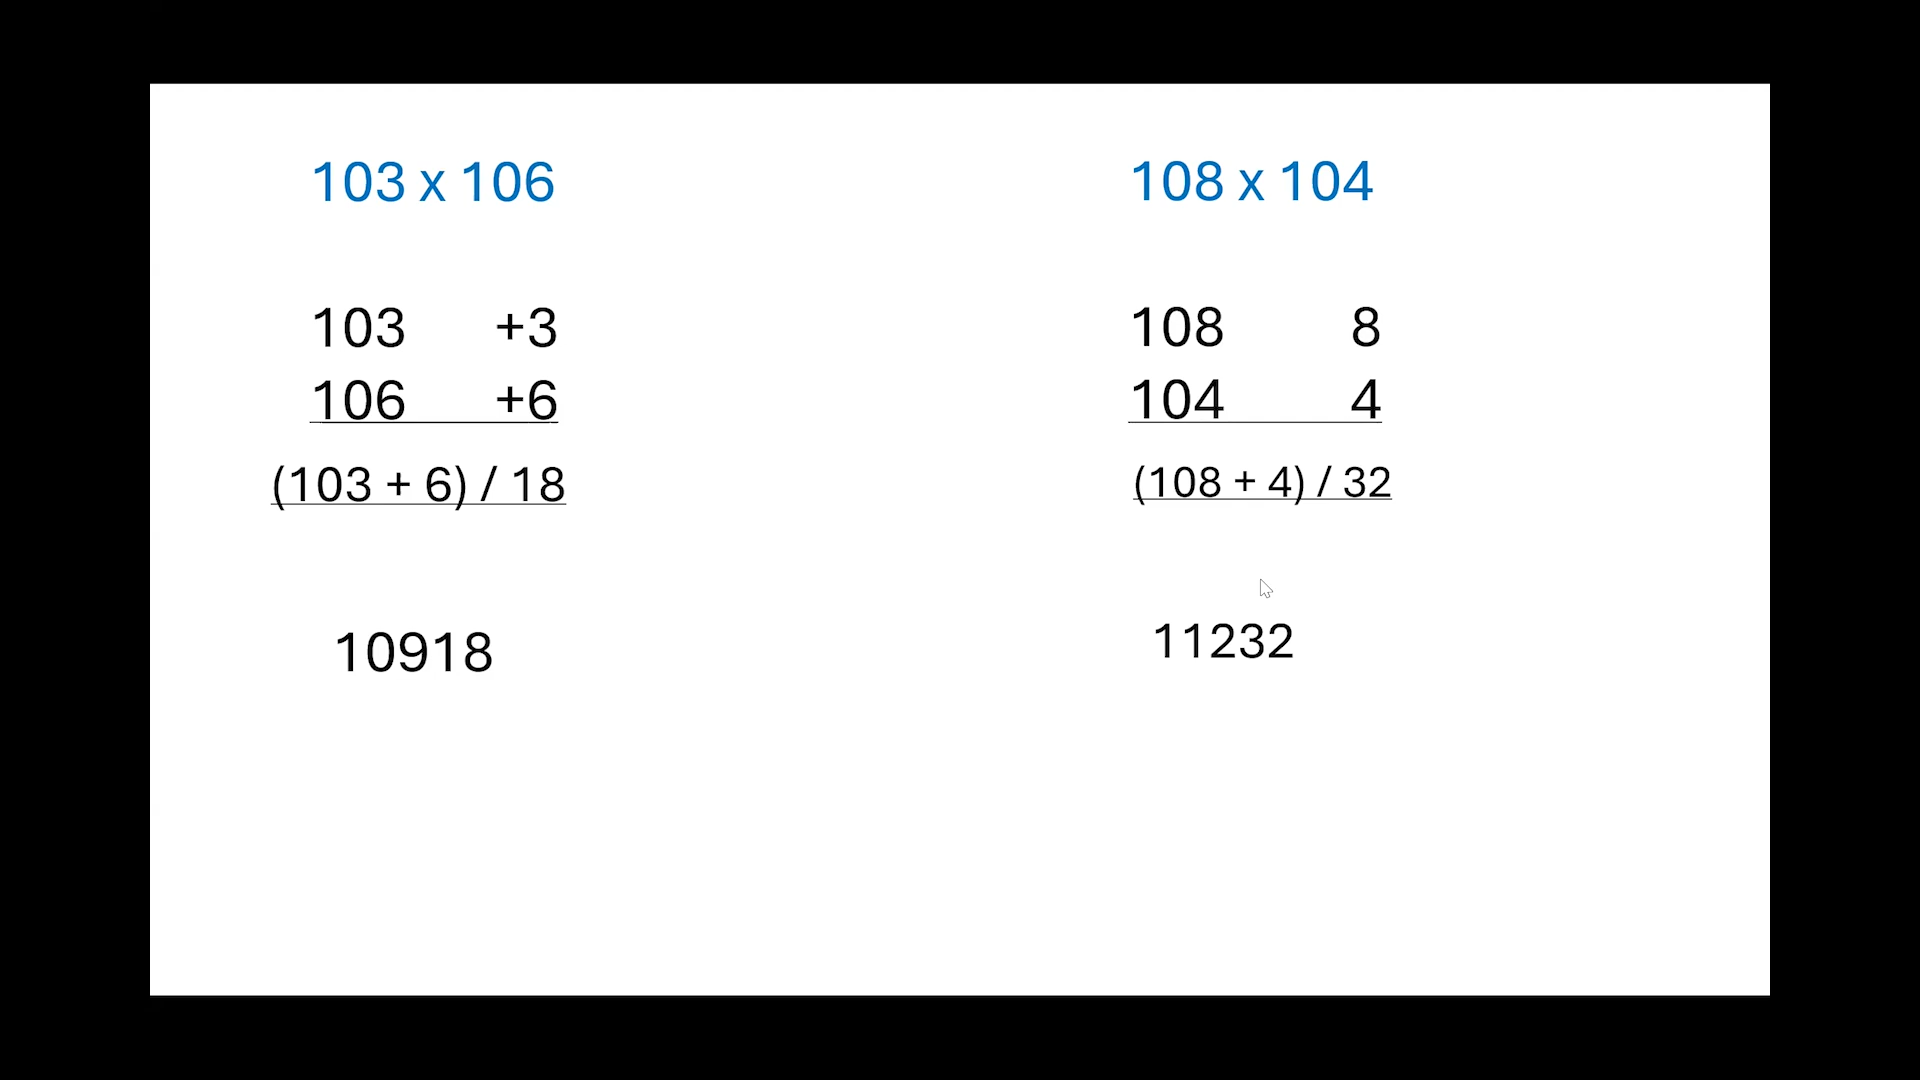 103 x 106
103 +3
106 +6
(103 + 6) / 18
10918
108 x 104
108 8
104 4
(108 + 4) / 32
11232